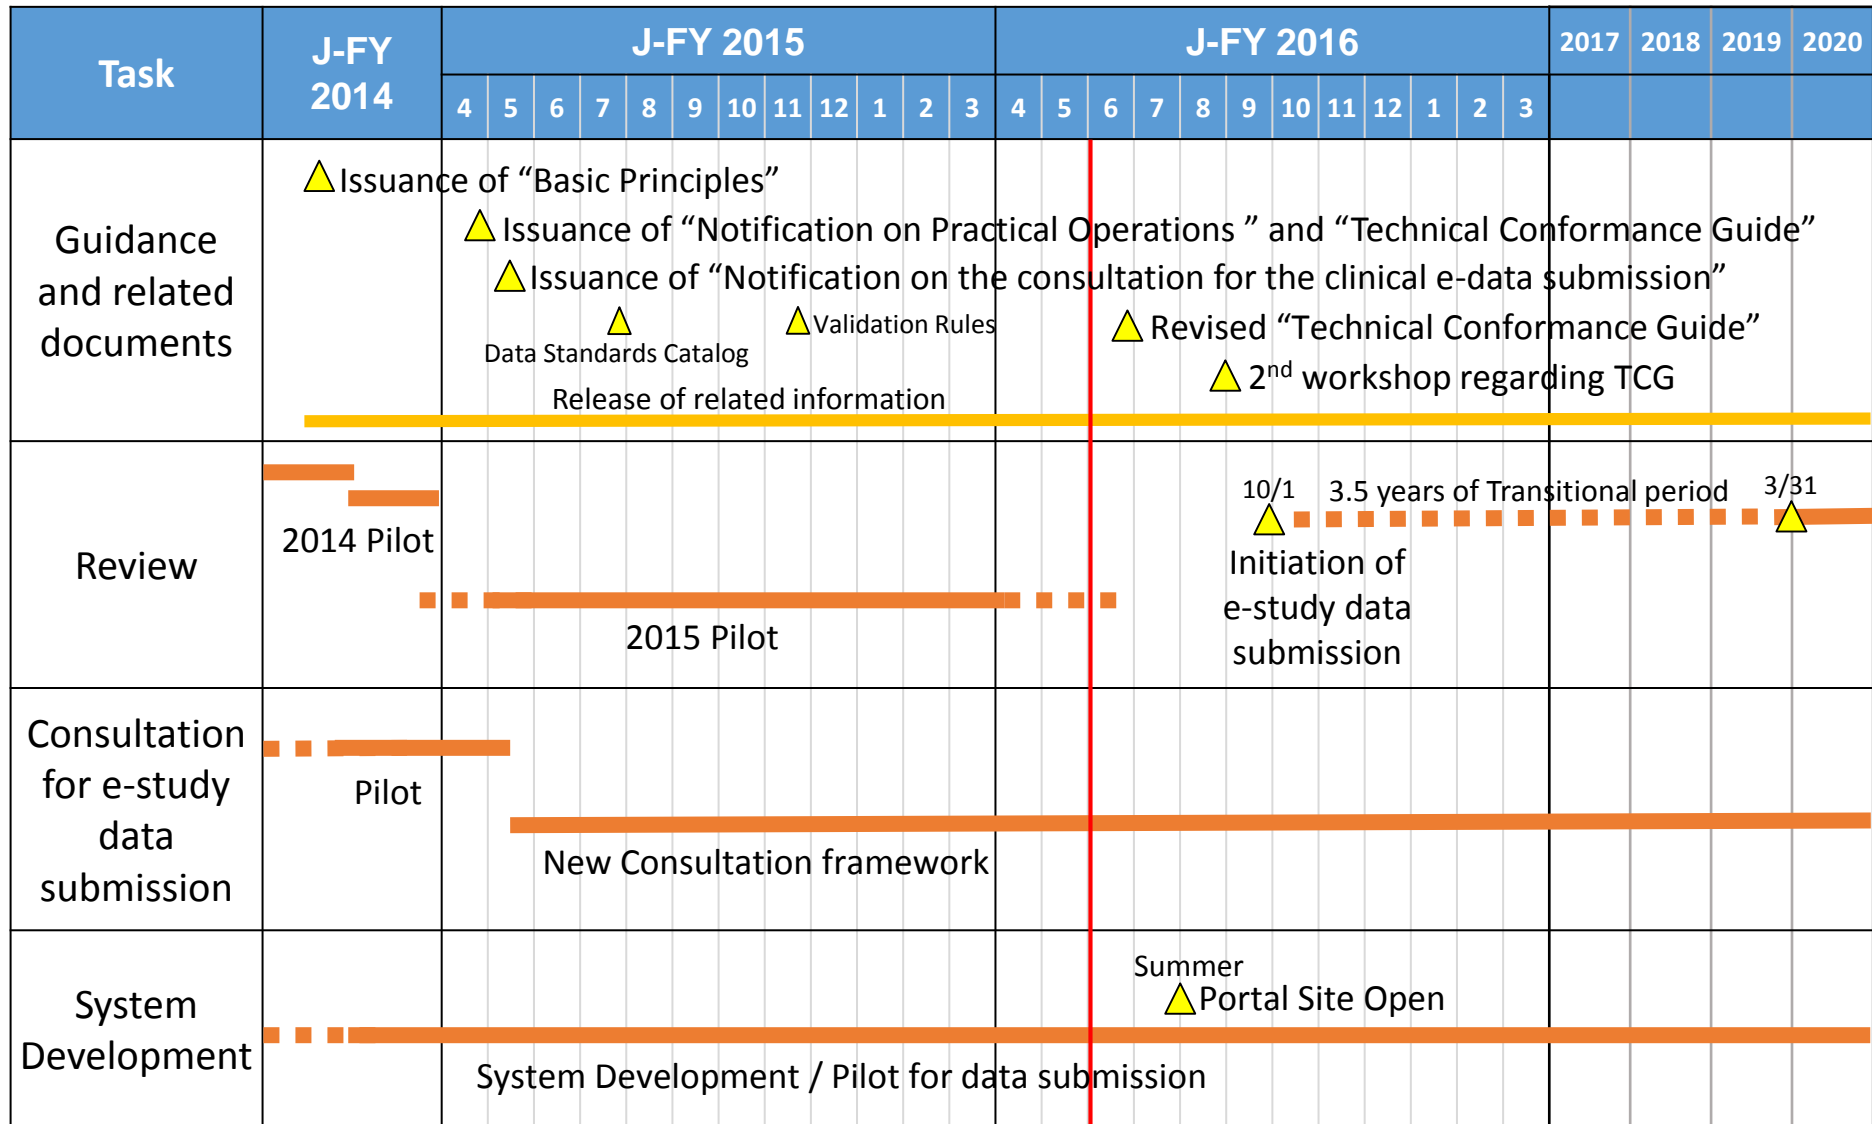 Task
J-FY
2014
J-FY 2015
J-FY 2016
2017 2018 2019 2020
4 5 6 7 8 9 10 11 12 1 2 3 4 5 6 7 8 9 10 11 12 1 2 3
Guidance
and related
documents
Issuance of “Basic Principles”
Issuance of “Notification on Practical Operations ” and “Technical Conformance Guide”
Issuance of “Notification on the consultation for the clinical e-data submission”
Validation Rules
Revised “Technical Conformance Guide”
Data Standards Catalog
2nd workshop regarding TCG
Release of related information
Review
2014 Pilot
2015 Pilot
10/1 3.5 years of Transitional period 3/31
Initiation of
e-study data
submission
Consultation
for e-study
data
submission
Pilot
New Consultation framework
System
Development
Summer
Portal Site Open
System Development / Pilot for data submission